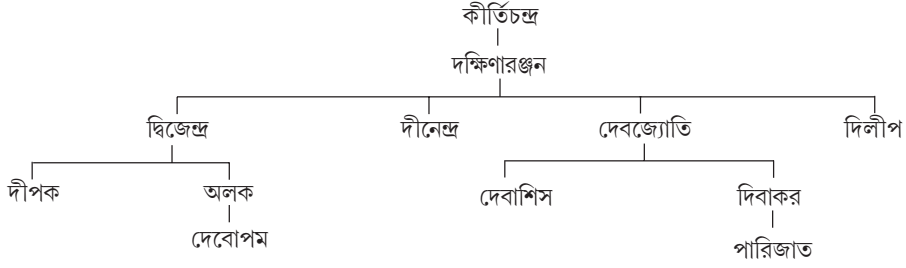 কীর্তিচন্দ্র
দক্ষিণারঞ্জন
দ্বিজেন্দ্র দীনেন্দ্র দেবজ্যোতি দিলীপ
দীপক অলক দেবাশিস দিবাকর
দেবোপম পারিজাত